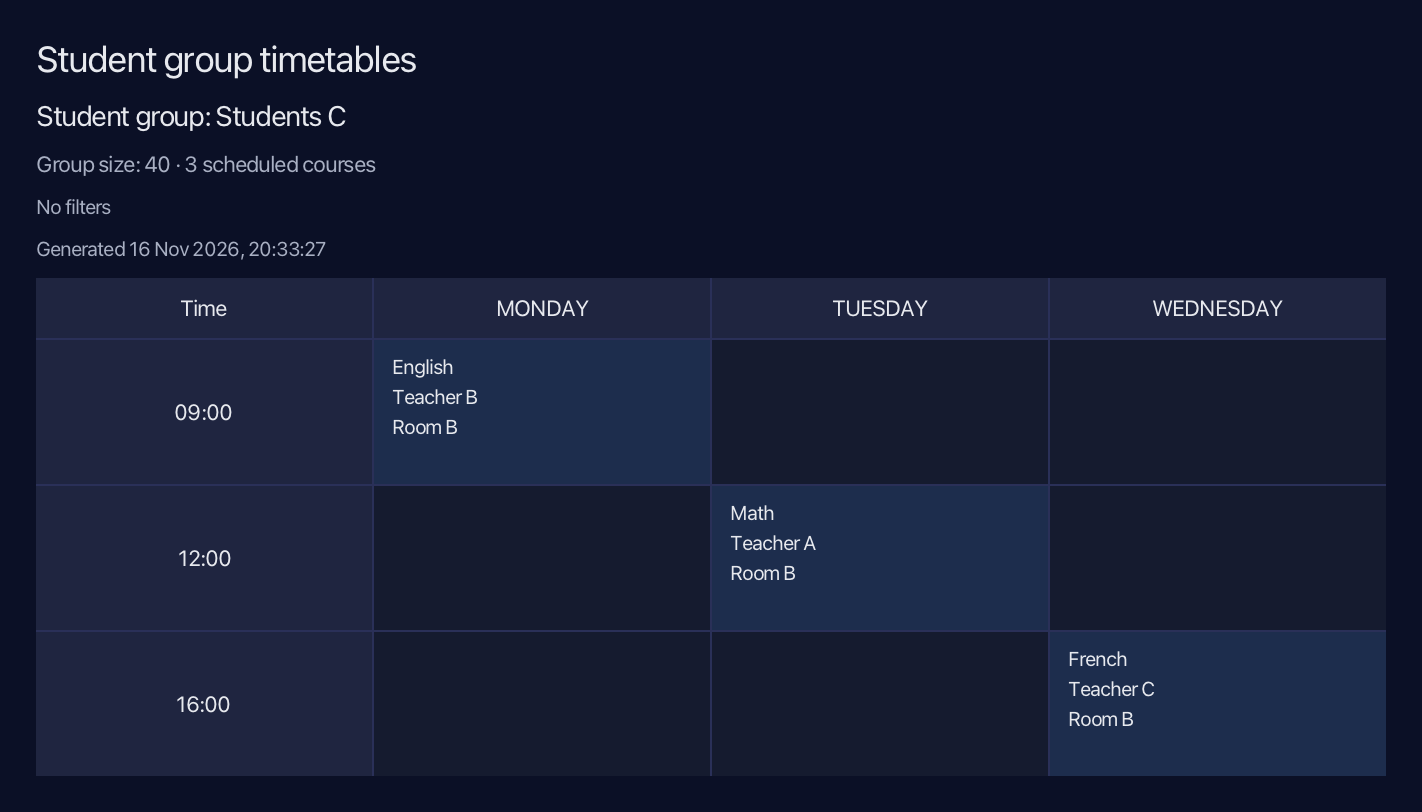 Student group timetables
Student group: Students C
Group size: 40 · 3 scheduled courses
No filters
Generated 16 Nov 2026, 20:33:27
Time MONDAY TUESDAY WEDNESDAY
09:00
English
Teacher B
Room B
12:00
Math
Teacher A
Room B
16:00
French
Teacher C
Room B